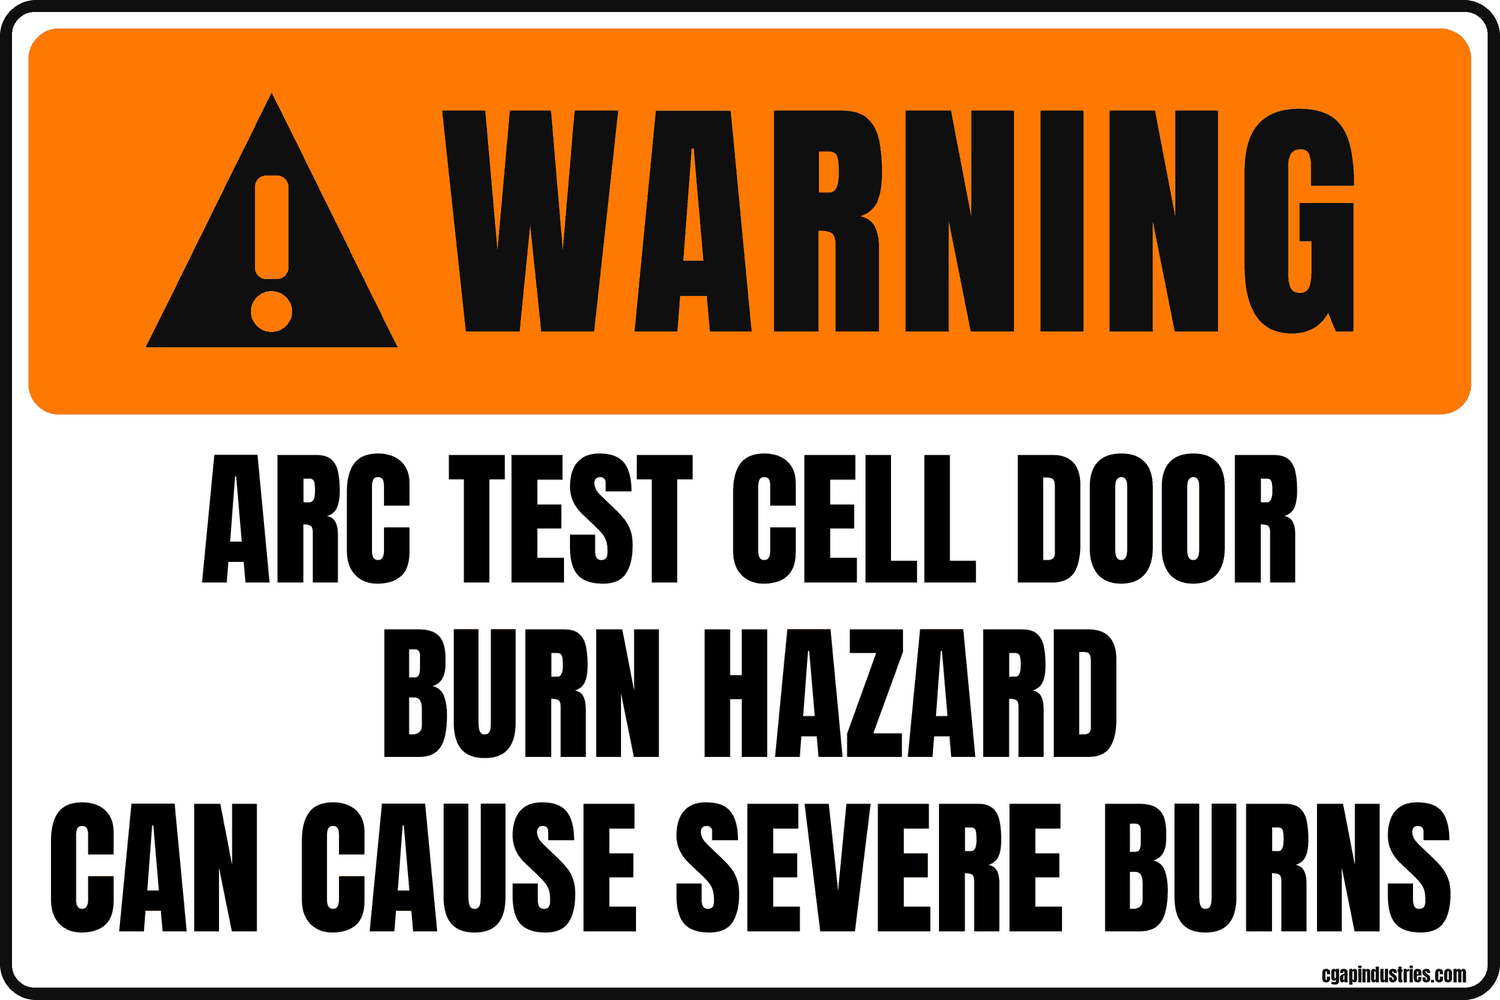 WARNING
ARC TEST CELL DOOR
BURN HAZARD
CAN CAUSE SEVERE BURNS
cgapindustries.com